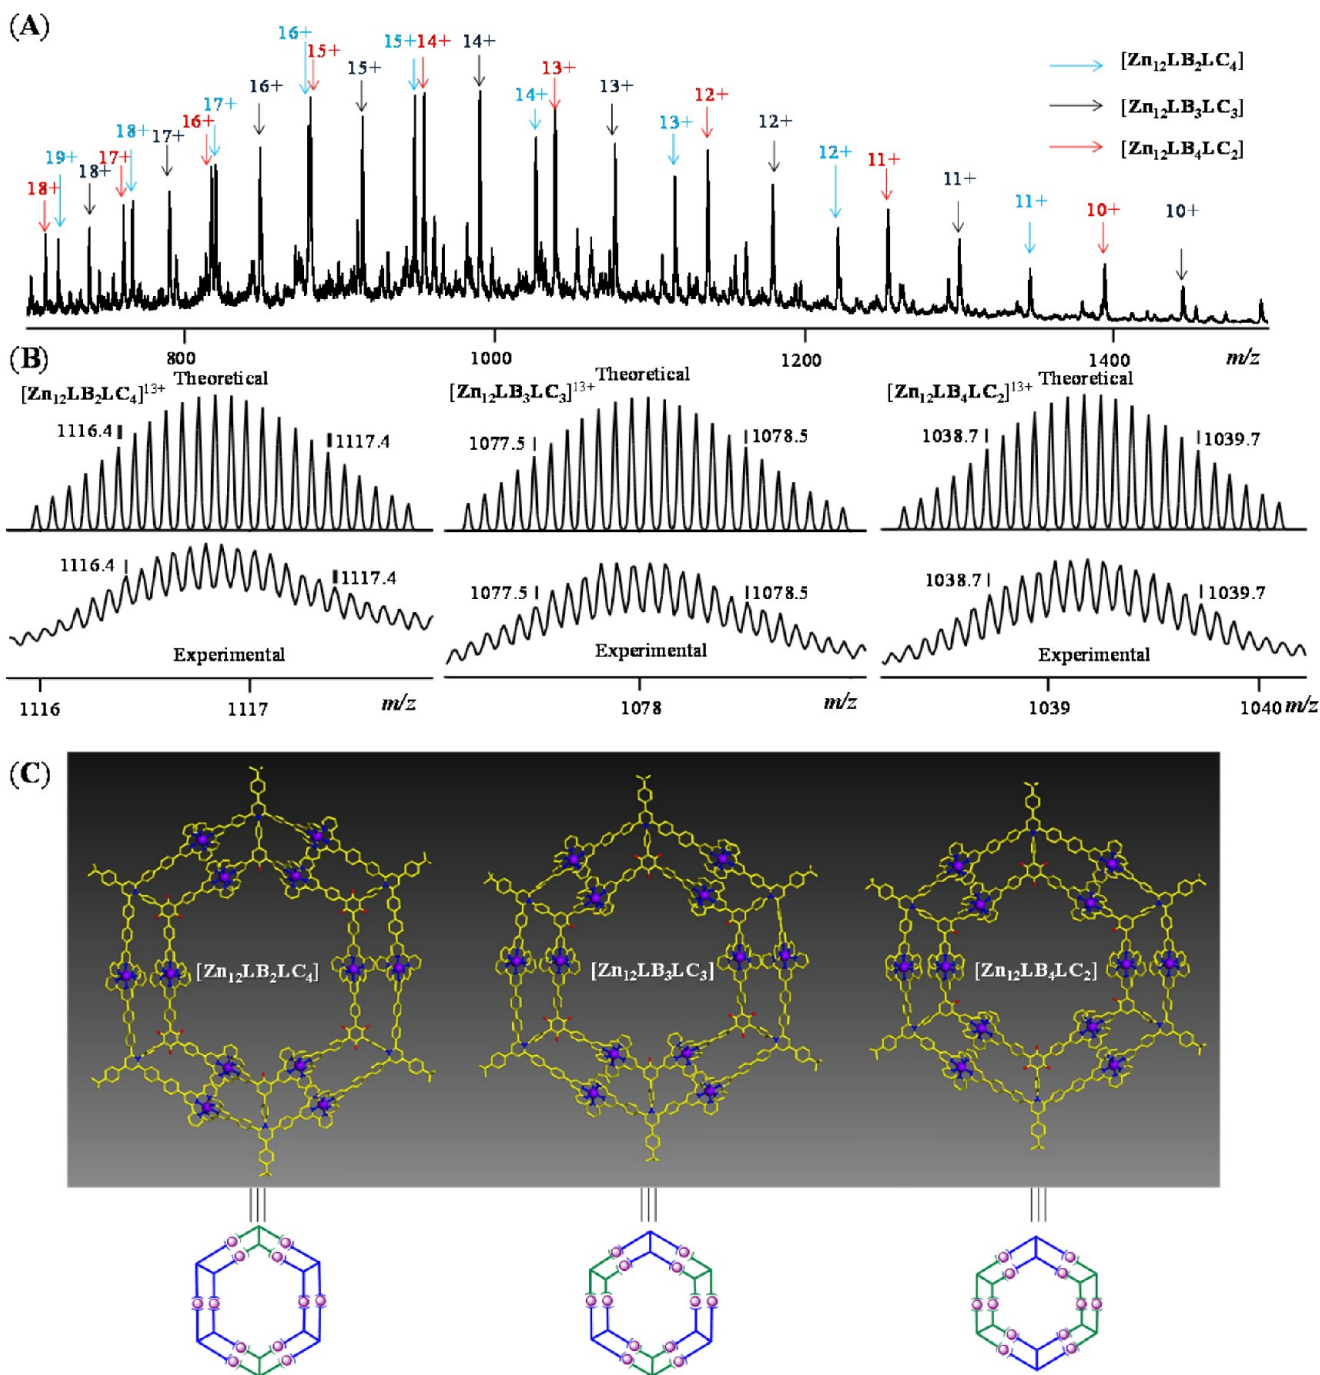 (A)
16+ 15+ 15+ 14+ 14+
[Zn₁₂LB₂LC₄]
17+ 16+ 15+ 14+ 13+ 13+
[Zn₁₂LB₃LC₃]
18+ 17+ 16+ 13+ 12+ 12+
[Zn₁₂LB₄LC₂]
19+ 18+ 17+ 12+ 11+ 11+
18+ 11+ 10+ 10+
800 1000 1200 1400 m/z
(B)
Theoretical Theoretical Theoretical
[Zn₁₂LB₂LC₄]¹³⁺ [Zn₁₂LB₃LC₃]¹³⁺ [Zn₁₂LB₄LC₂]¹³⁺
1116.4 1117.4 1077.5 1078.5 1038.7 1039.7
1116.4 1117.4 1077.5 1078.5 1038.7 1039.7
Experimental Experimental Experimental
1116 1117 m/z 1078 m/z 1039 1040 m/z
(C)
[Zn₁₂LB₂LC₄] [Zn₁₂LB₃LC₃] [Zn₁₂LB₄LC₂]